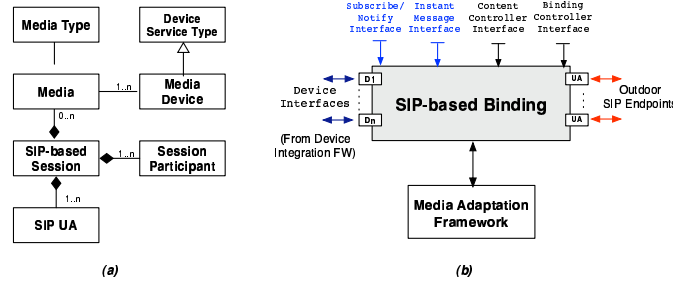 Media Type
Device
Service Type
Media
1..n
Media
Device
0..n
SIP-based
Session
1..n
Session
Participant
1..n
SIP UA
(a)
Subscribe/
Notify
Interface
Instant
Message
Interface
Content
Controller
Interface
Binding
Controller
Interface
D1
UA
Device
Interfaces
SIP-based Binding
Outdoor
SIP Endpoints
Dn
UA
(From Device
Integration FW)
Media Adaptation
Framework
(b)